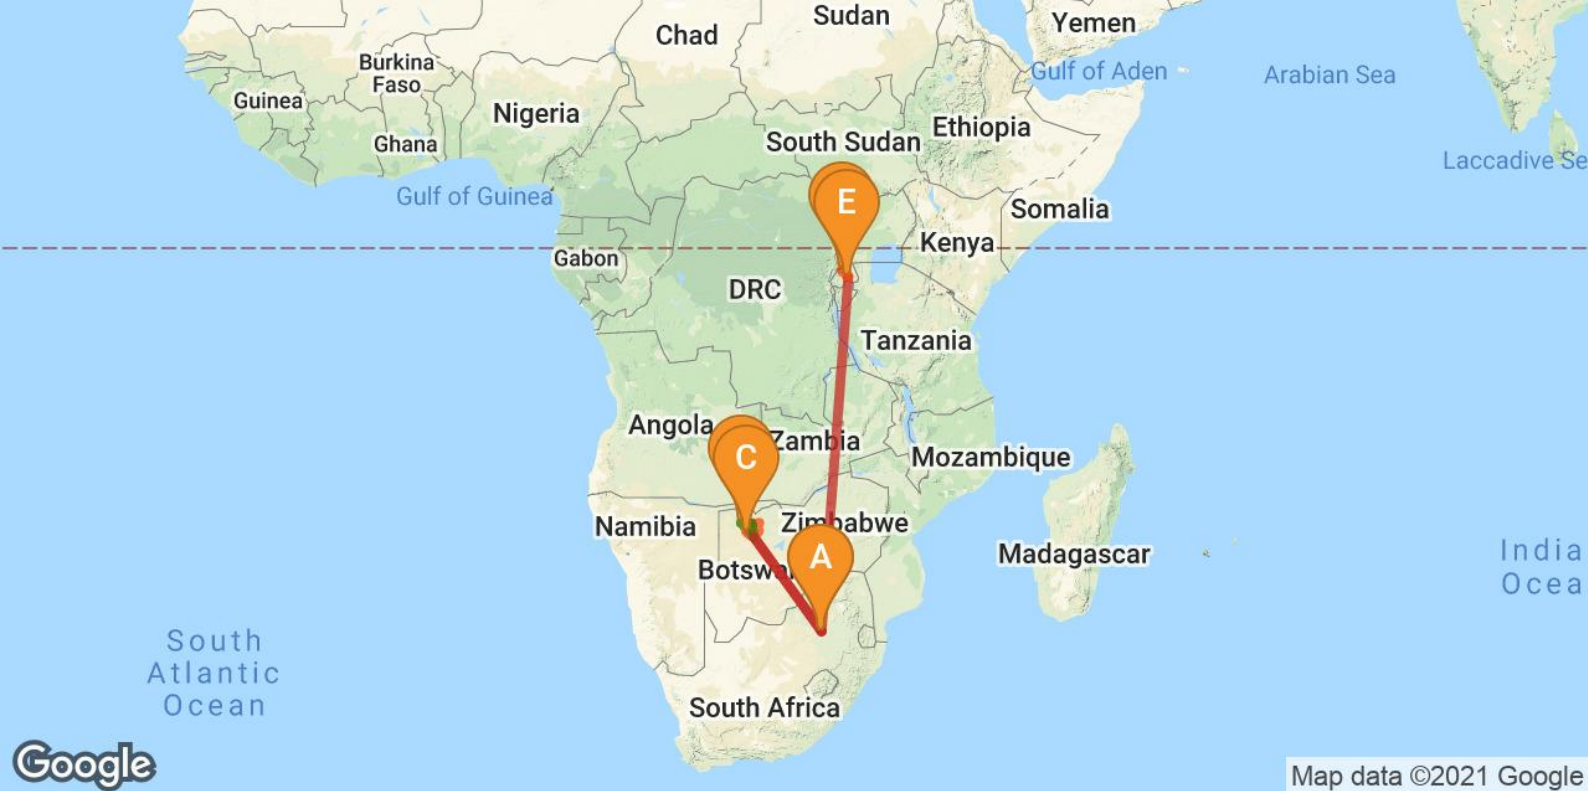 Sudan
Yemen
Chad
Burkina
Faso
Gulf of Aden
Arabian Sea
Guinea
Nigeria
Ethiopia
Ghana
South Sudan
Laccadive Se
Gulf of Guinea
E
Somalia
Kenya
Gabon
DRC
Tanzania
Angola
Zambia
C
Mozambique
Namibia
Zimbabwe
Madagascar
India
Ocea
Botswa
A
South
Atlantic
Ocean
South Africa
Google
Map data ©2021 Google